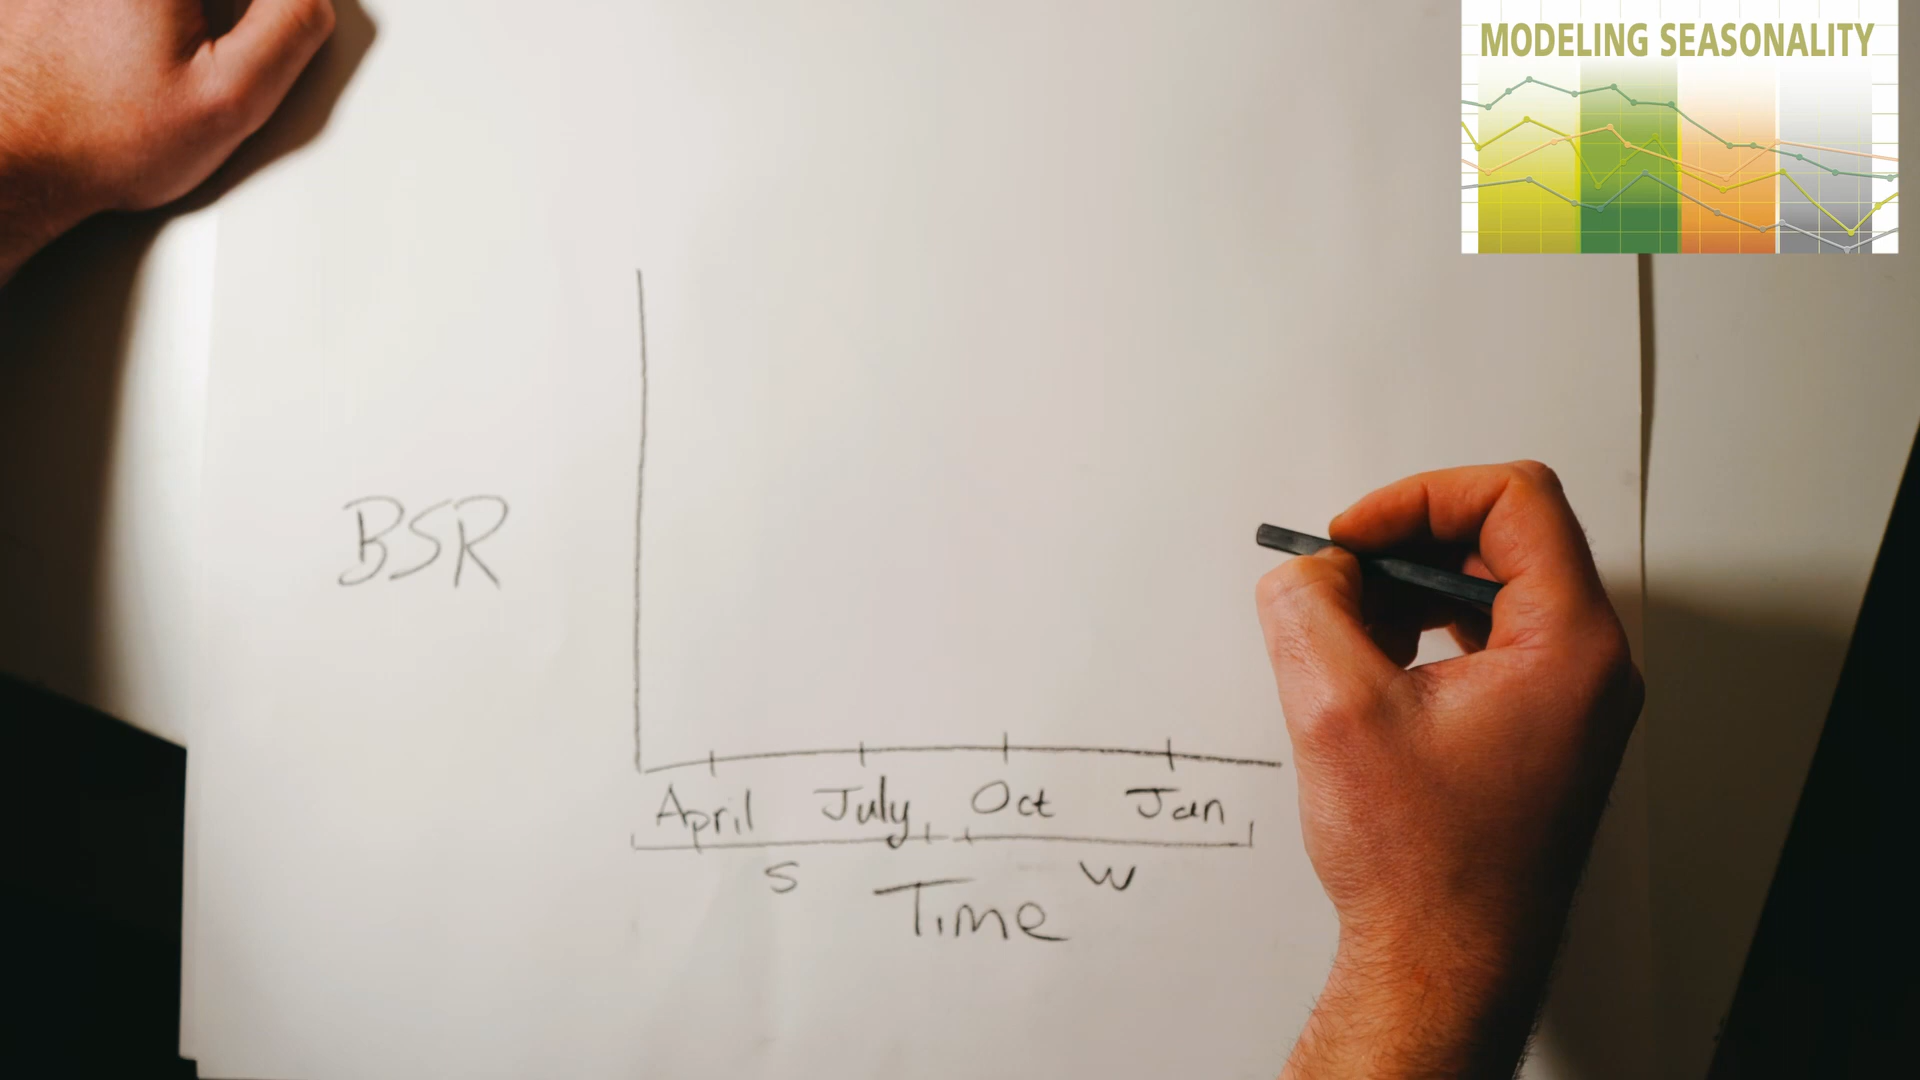 MODELING SEASONALITY
BSR
April July Oct Jan
S W
Time